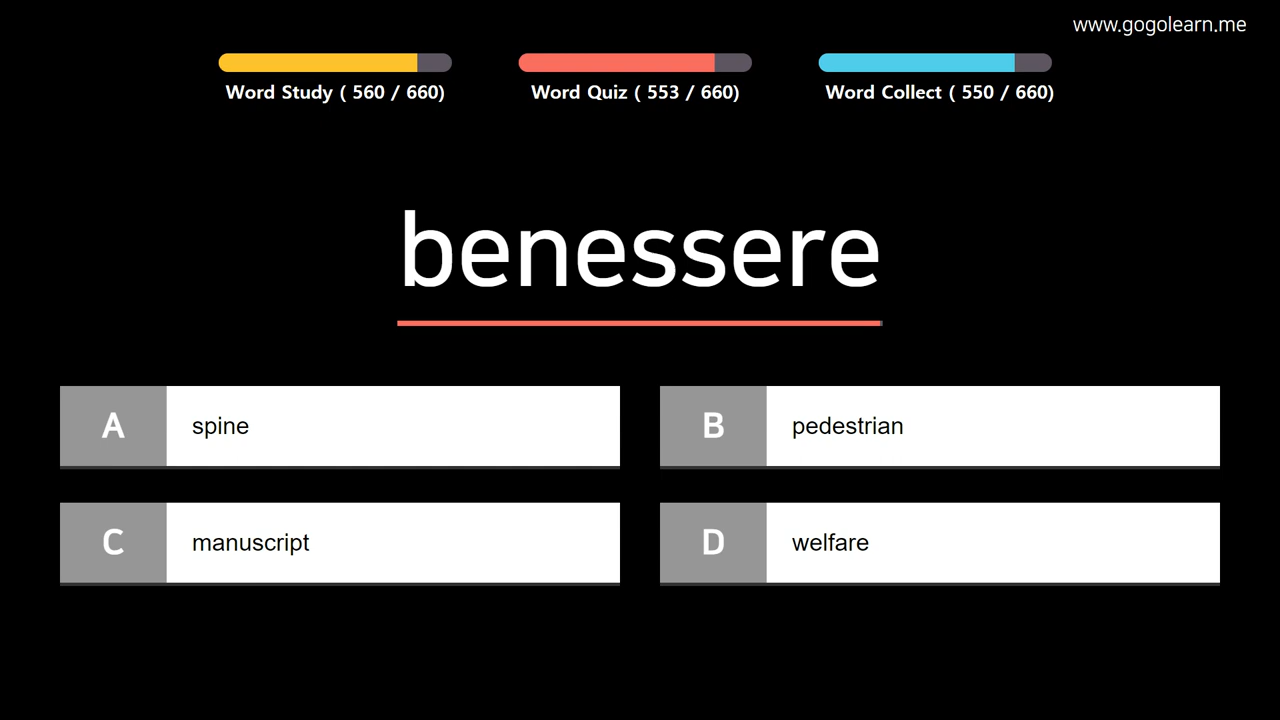 www.gogolearn.me
Word Study ( 560 / 660)
Word Quiz ( 553 / 660)
Word Collect ( 550 / 660)
benessere
A spine
B pedestrian
C manuscript
D welfare